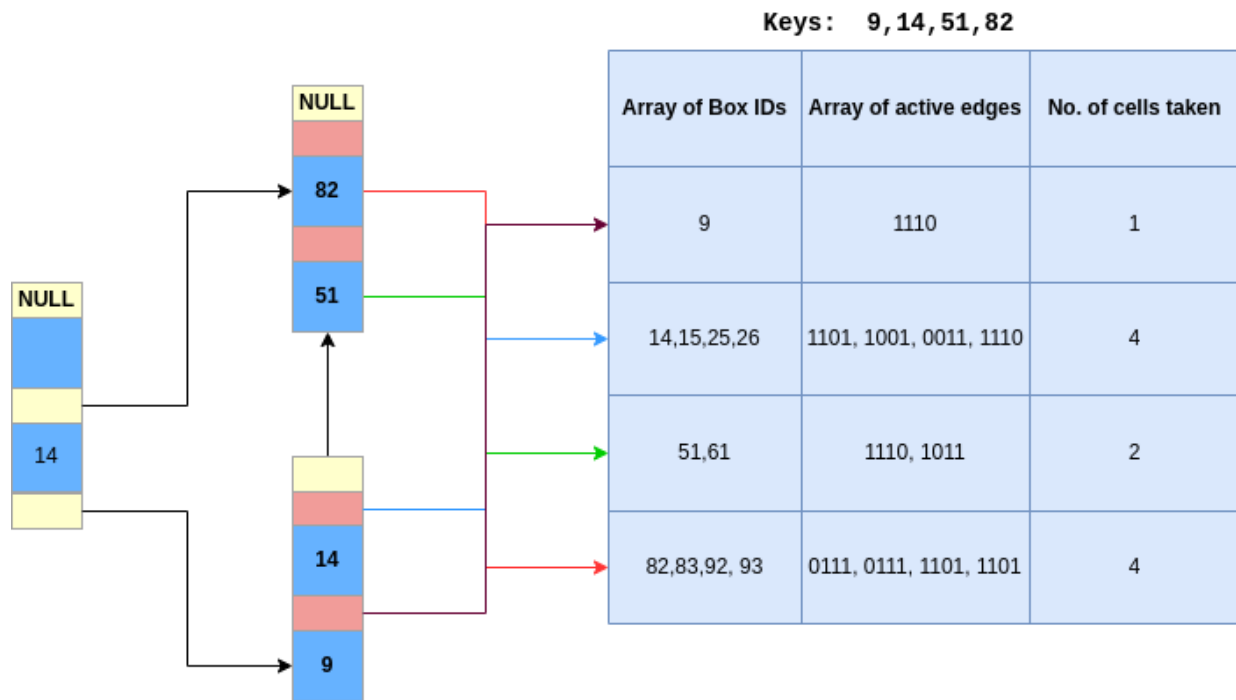 Keys: 9,14,51,82
NULL
82
51
NULL
14
14
9
Array of Box IDs Array of active edges No. of cells taken
9 1110 1
14,15,25,26 1101, 1001, 0011, 1110 4
51,61 1110, 1011 2
82,83,92, 93 0111, 0111, 1101, 1101 4